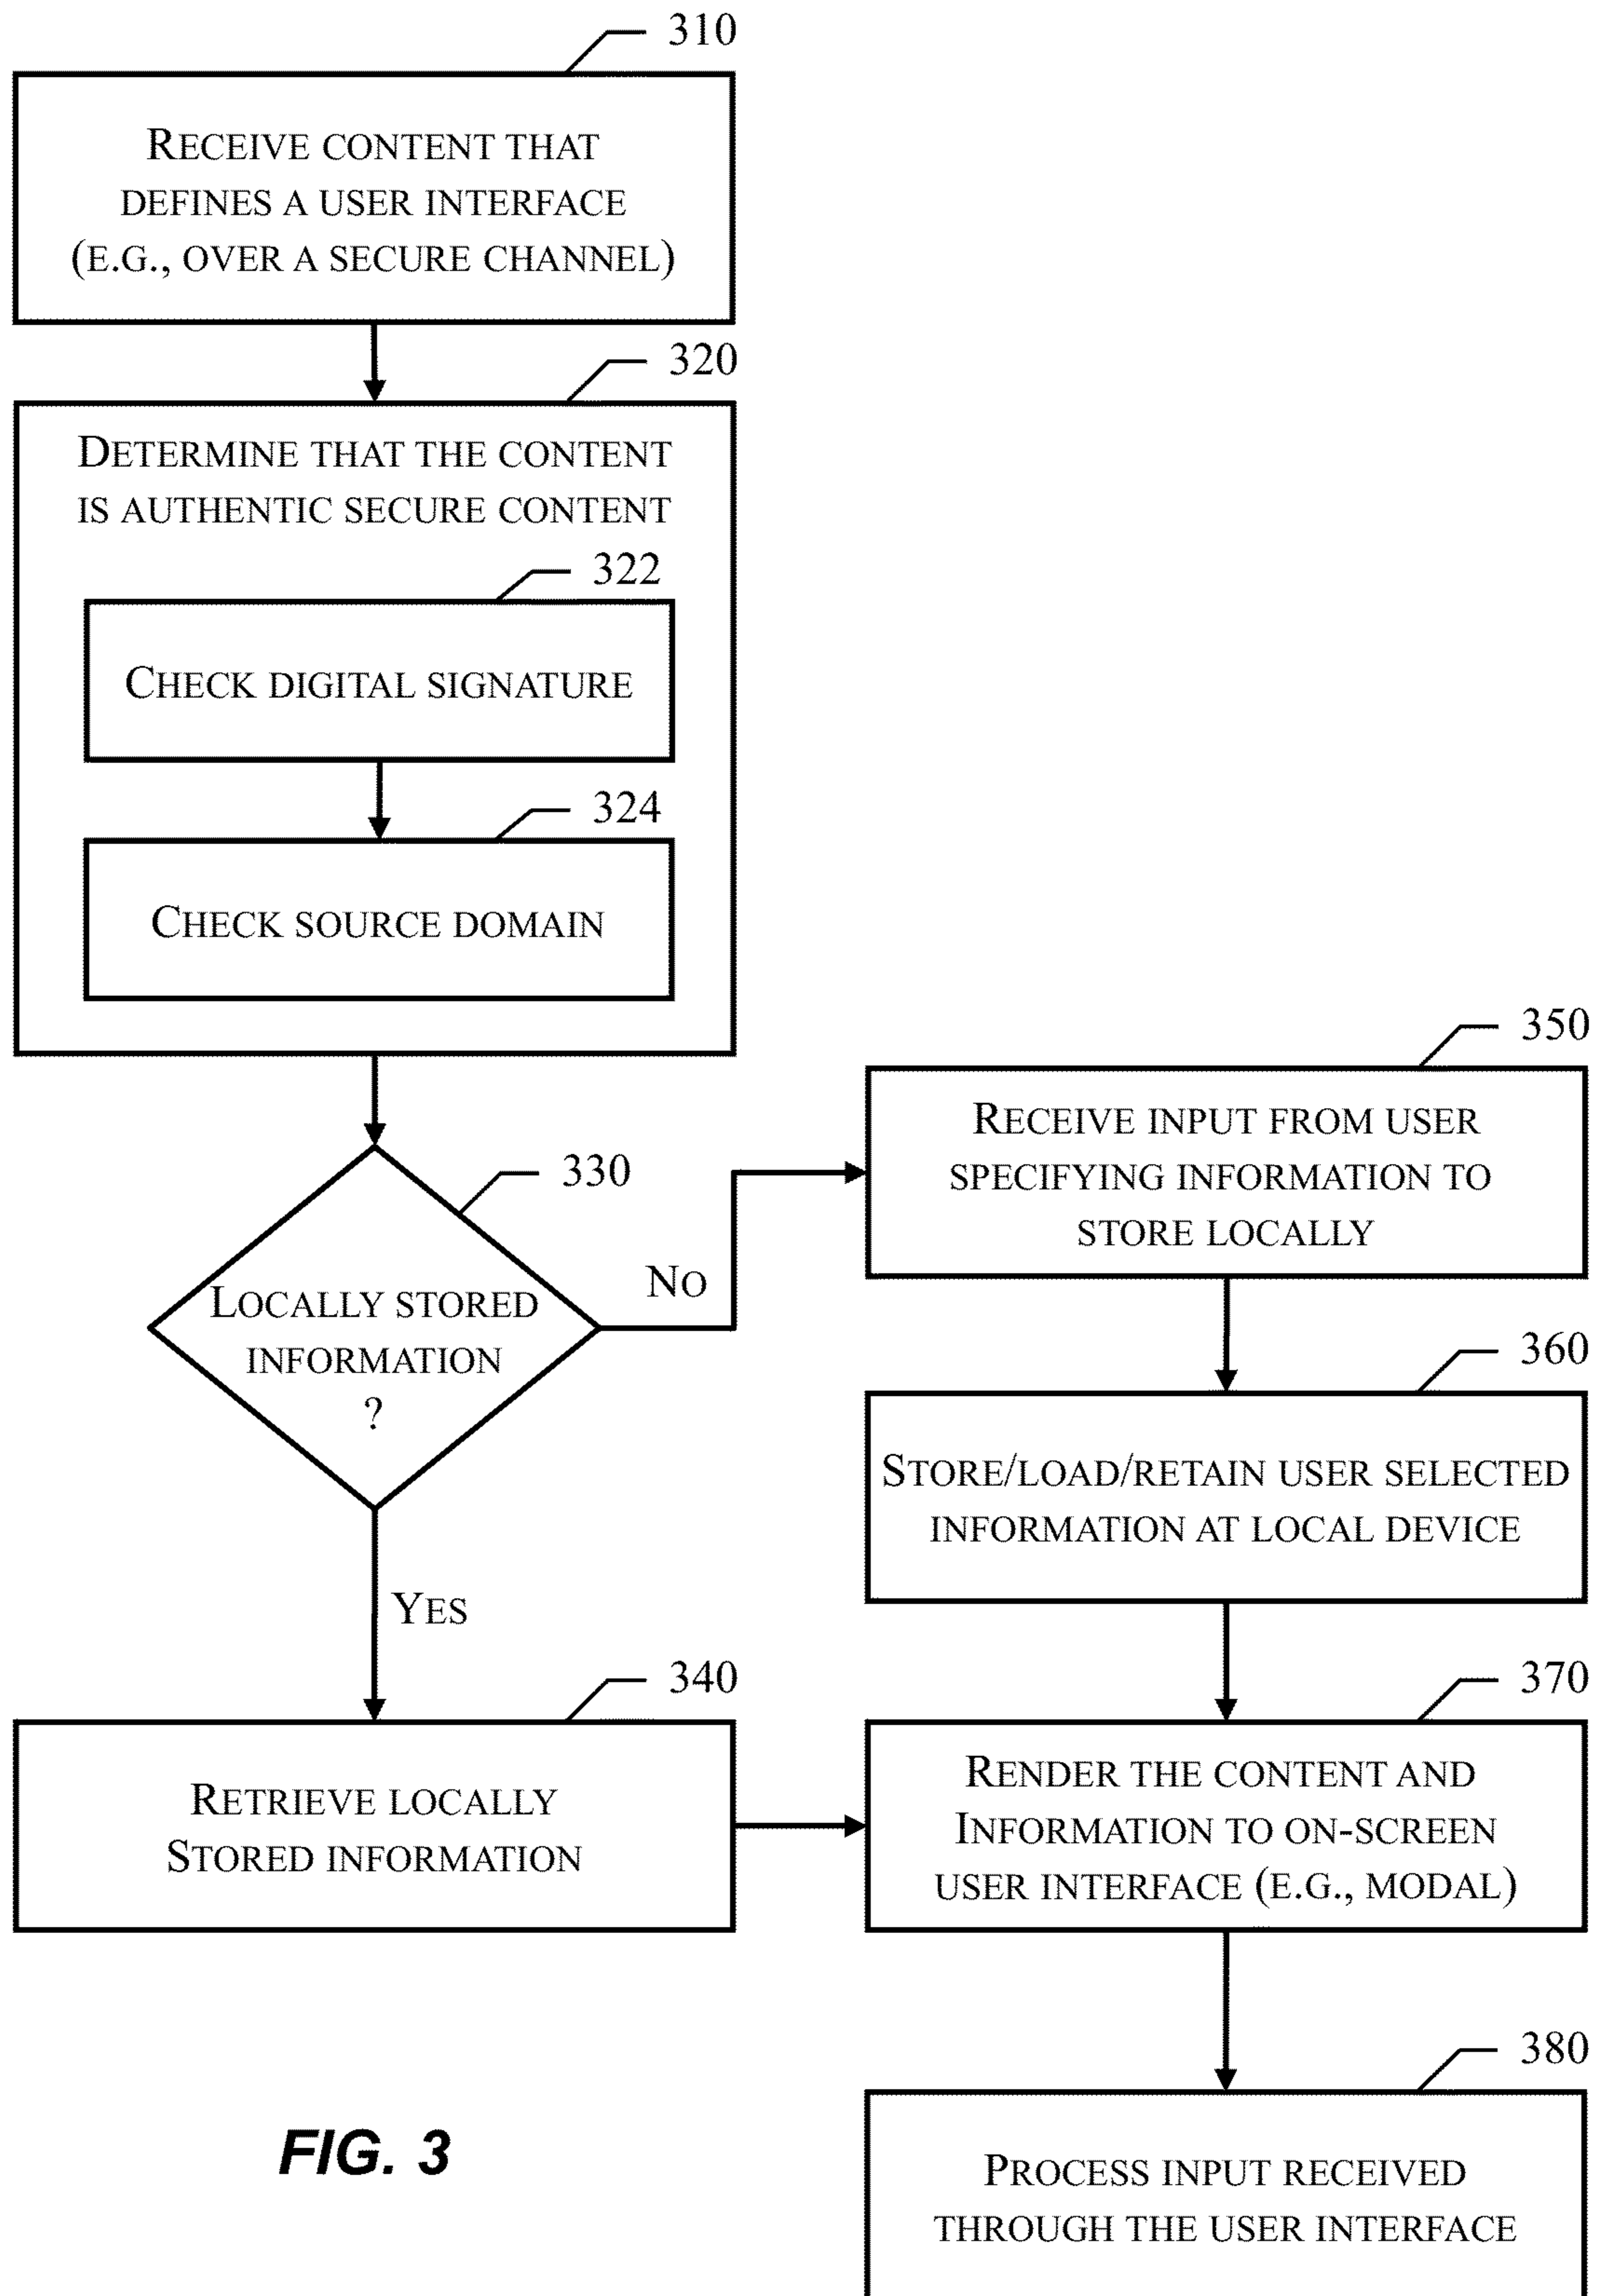 310
RECEIVE CONTENT THAT
DEFINES A USER INTERFACE
(E.G., OVER A SECURE CHANNEL)
320
DETERMINE THAT THE CONTENT
IS AUTHENTIC SECURE CONTENT
322
CHECK DIGITAL SIGNATURE
324
CHECK SOURCE DOMAIN
330
LOCALLY STORED
INFORMATION
?
NO
YES
340
RETRIEVE LOCALLY
STORED INFORMATION
350
RECEIVE INPUT FROM USER
SPECIFYING INFORMATION TO
STORE LOCALLY
360
STORE/LOAD/RETAIN USER SELECTED
INFORMATION AT LOCAL DEVICE
370
RENDER THE CONTENT AND
INFORMATION TO ON-SCREEN
USER INTERFACE (E.G., MODAL)
380
PROCESS INPUT RECEIVED
THROUGH THE USER INTERFACE
FIG. 3